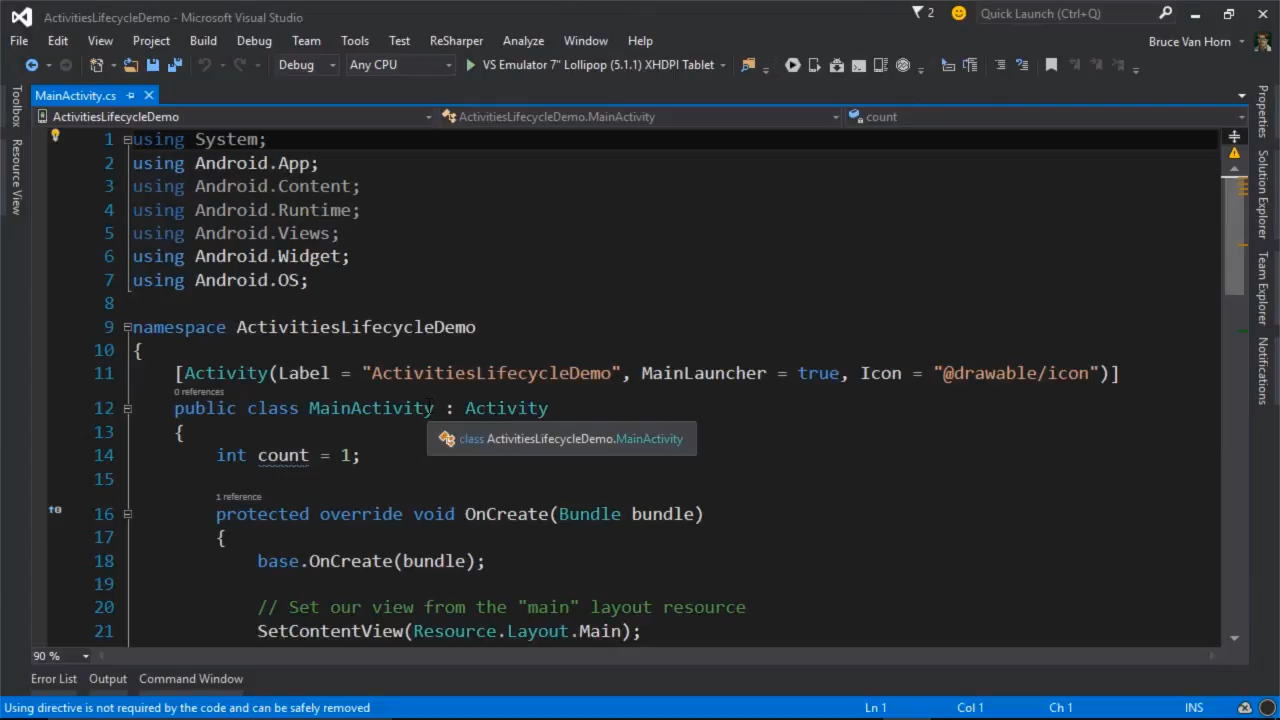 ActivitiesLifecycleDemo - Microsoft Visual Studio
2
Quick Launch (Ctrl+Q)
File Edit View Project Build Debug Team Tools Test ReSharper Analyze Window Help
Bruce Van Horn
Debug Any CPU VS Emulator 7" Lollipop (5.1.1) XHDPI Tablet
MainActivity.cs
ActivitiesLifecycleDemo ActivitiesLifecycleDemo.MainActivity count
Toolbox
Resource View
1 using System;
2 using Android.App;
3 using Android.Content;
4 using Android.Runtime;
5 using Android.Views;
6 using Android.Widget;
7 using Android.OS;
8
9 namespace ActivitiesLifecycleDemo
10 {
11 [Activity(Label = "ActivitiesLifecycleDemo", MainLauncher = true, Icon = "@drawable/icon")]
0 references
12 public class MainActivity : Activity
13 {
class ActivitiesLifecycleDemo.MainActivity
14 int count = 1;
15
1 reference
16 protected override void OnCreate(Bundle bundle)
17 {
18 base.OnCreate(bundle);
19
20 // Set our view from the "main" layout resource
21 SetContentView(Resource.Layout.Main);
Properties
Solution Explorer
Team Explorer
Notifications
90 %
Error List Output Command Window
Using directive is not required by the code and can be safely removed Ln 1 Col 1 Ch 1 INS